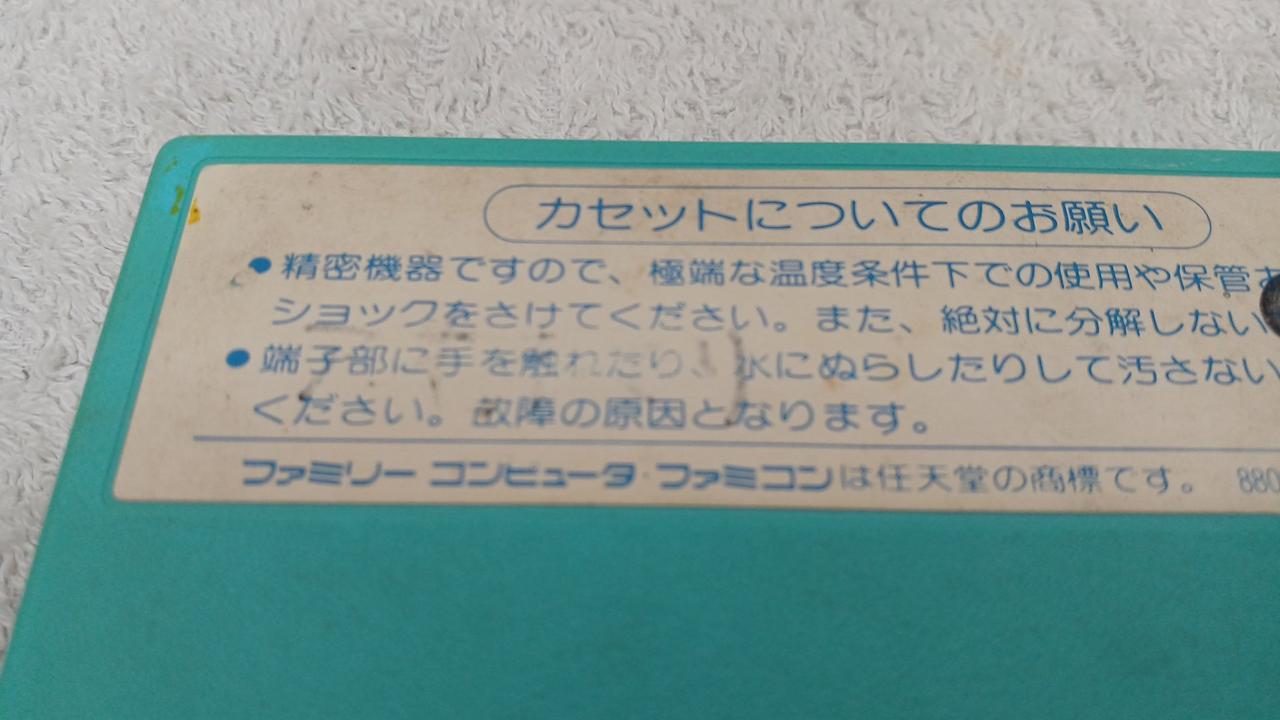 カセットについてのお願い
●精密機器ですので、極端な温度条件下での使用や保管
ショックをさけてください。また、絶対に分解しない
●端子部に手を触れたり、水にぬらしたりして汚さない
ください。故障の原因となります。
ファミリー コンピュータ・ファミコンは任天堂の商標です。 880